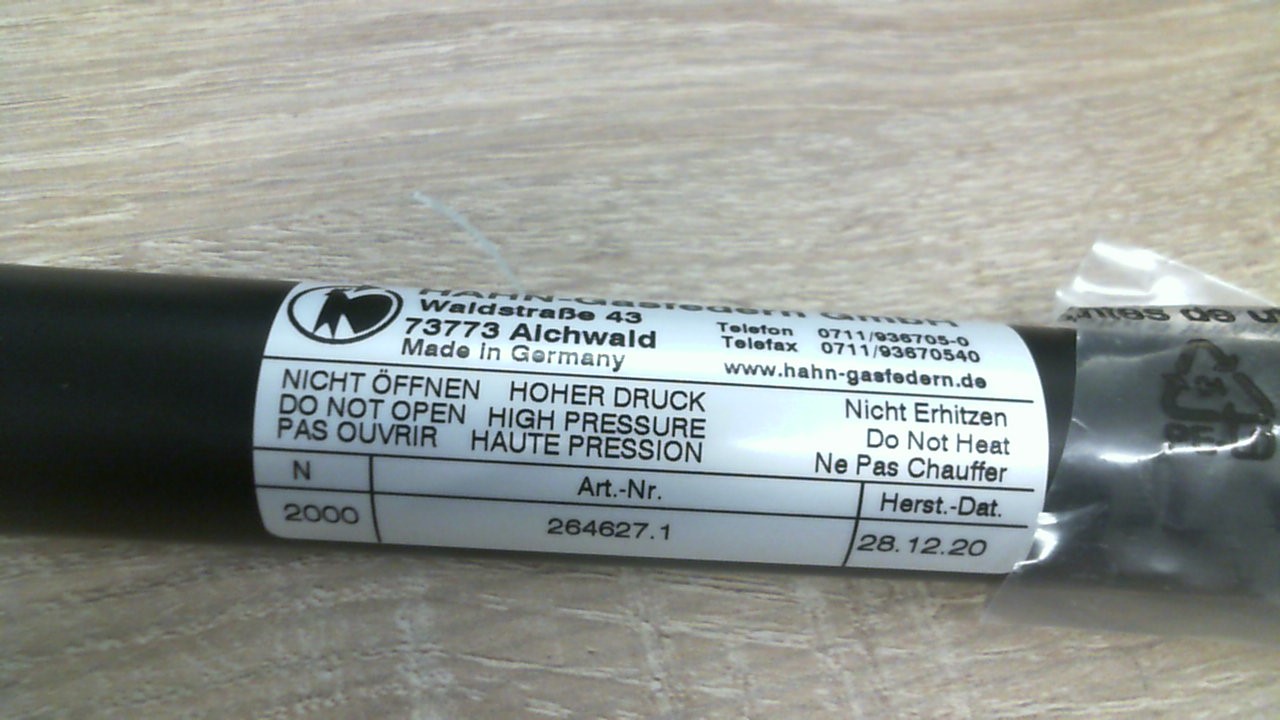 HAHN-Gasfedern GmbH
Waldstraße 43
73773 Aichwald
Made in Germany
Telefon 0711/936705-0
Telefax 0711/93670540
www.hahn-gasfedern.de
NICHT ÖFFNEN HOHER DRUCK
DO NOT OPEN HIGH PRESSURE
PAS OUVRIR HAUTE PRESSION
Nicht Erhitzen
Do Not Heat
Ne Pas Chauffer
N Art.-Nr. Herst.-Dat.
2000 264627.1 28.12.20
de
04